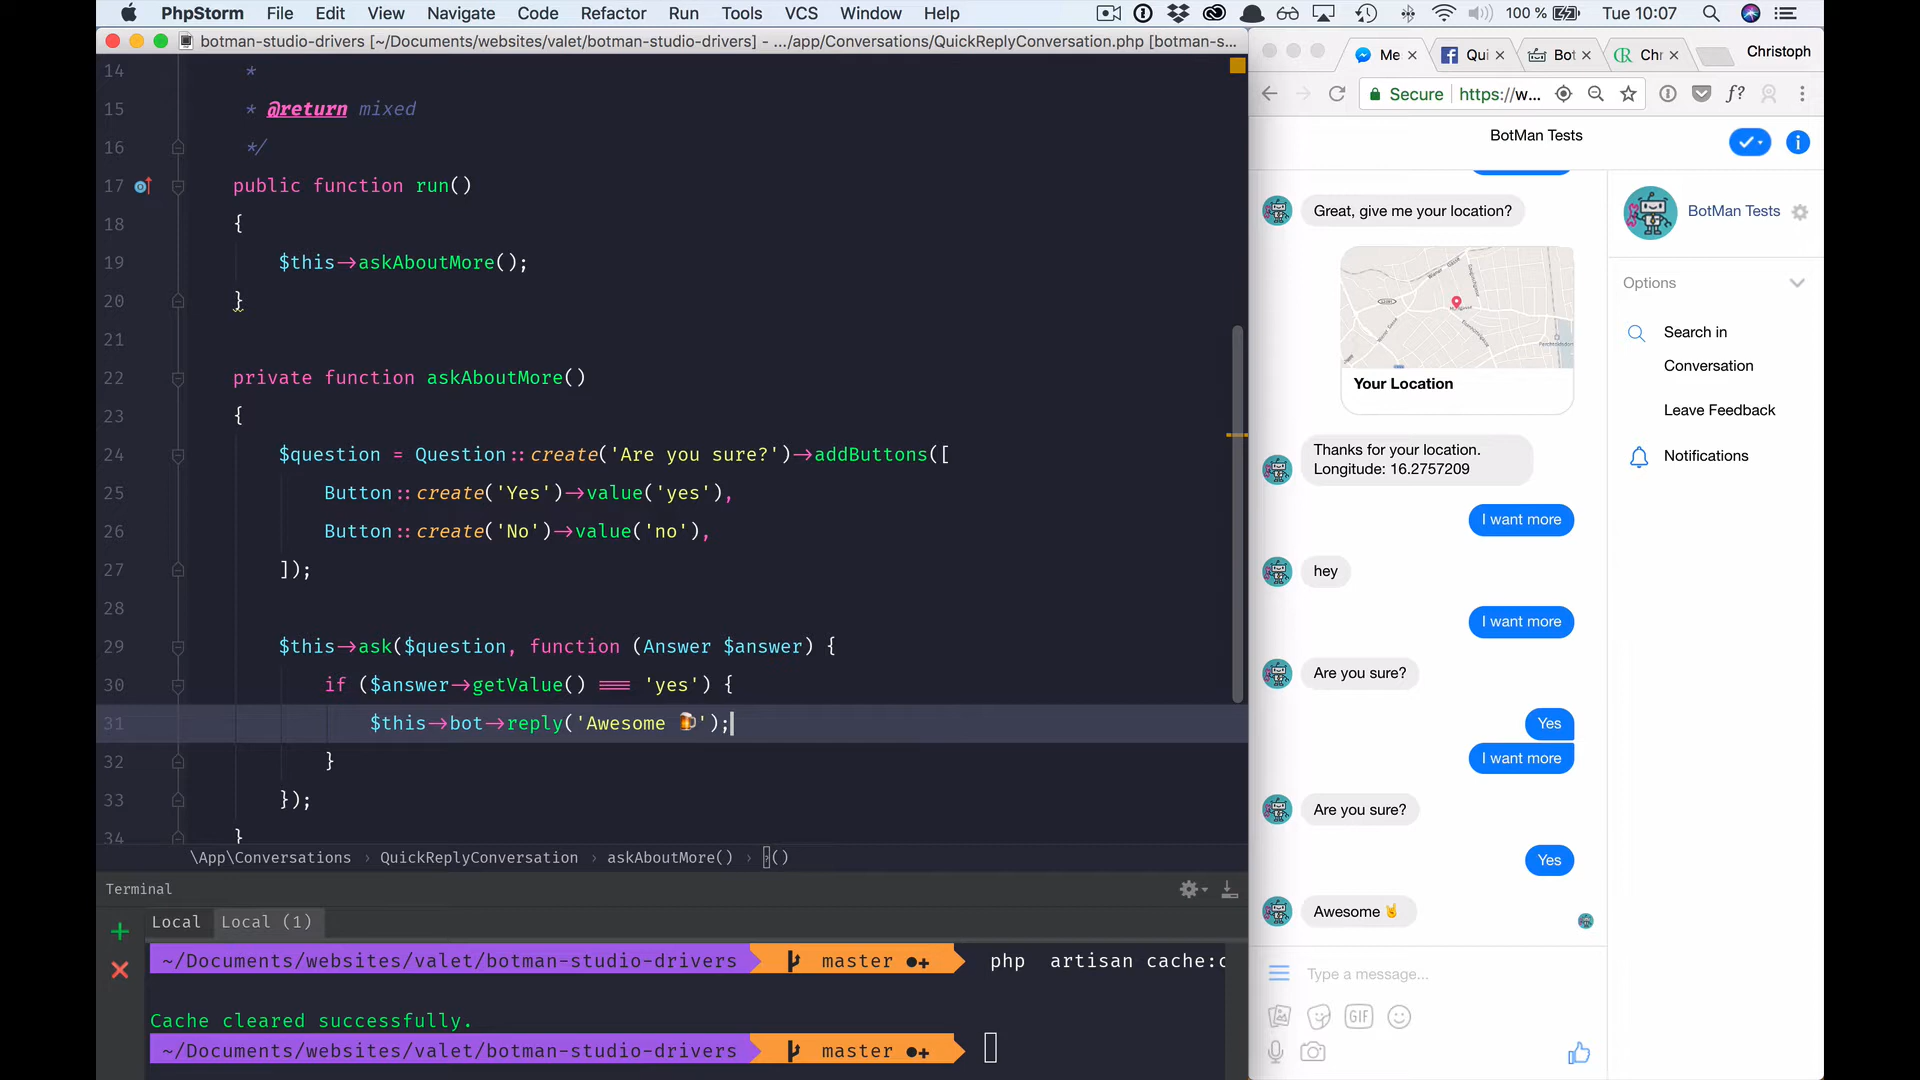 PhpStorm File Edit View Navigate Code Refactor Run Tools VCS Window Help 100 % Tue 10:07
botman-studio-drivers [~/Documents/websites/valet/botman-studio-drivers] - .../app/Conversations/QuickReplyConversation.php [botman-s...
14 *
15 * @return mixed
16 */
17 public function run()
18 {
19 $this->askAboutMore();
20 }
21
22 private function askAboutMore()
23 {
24 $question = Question::create('Are you sure?')->addButtons([
25 Button::create('Yes')->value('yes'),
26 Button::create('No')->value('no'),
27 ]);
28
29 $this->ask($question, function (Answer $answer) {
30 if ($answer->getValue() === 'yes') {
31 $this->bot->reply('Awesome 🍺');
32 }
33 });
34 }
\App\Conversations › QuickReplyConversation › askAboutMore() › ()
Terminal
Local Local (1)
~/Documents/websites/valet/botman-studio-drivers master ●+ php artisan cache:c
Cache cleared successfully.
~/Documents/websites/valet/botman-studio-drivers master ●+
Me Qui Bot Chr Christoph
Secure https://w... f?
BotMan Tests
Great, give me your location?
Your Location
Thanks for your location.
Longitude: 16.2757209
I want more
hey
I want more
Are you sure?
Yes
I want more
Are you sure?
Yes
Awesome 🤘
Type a message...
GIF
BotMan Tests
Options
Search in
Conversation
Leave Feedback
Notifications